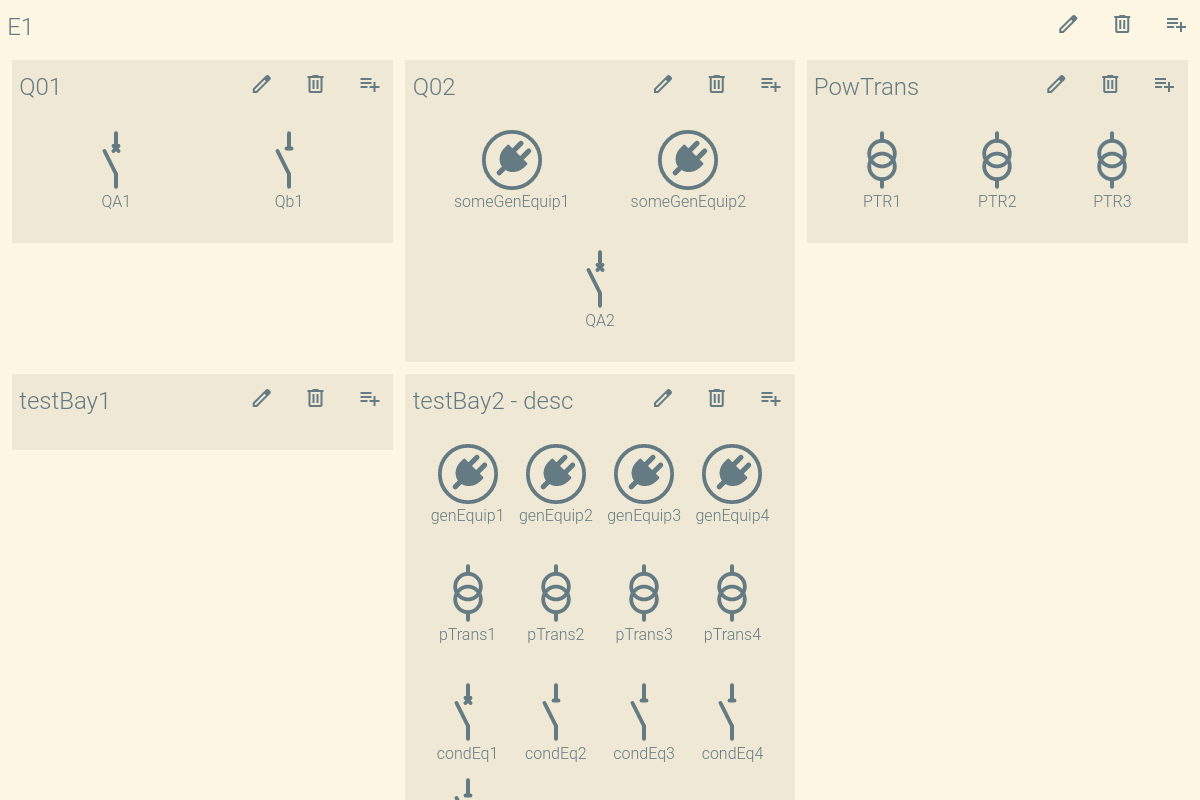 E1
Q01
QA1
Qb1
Q02
someGenEquip1
someGenEquip2
QA2
PowTrans
PTR1
PTR2
PTR3
testBay1
testBay2 - desc
genEquip1
genEquip2
genEquip3
genEquip4
pTrans1
pTrans2
pTrans3
pTrans4
condEq1
condEq2
condEq3
condEq4